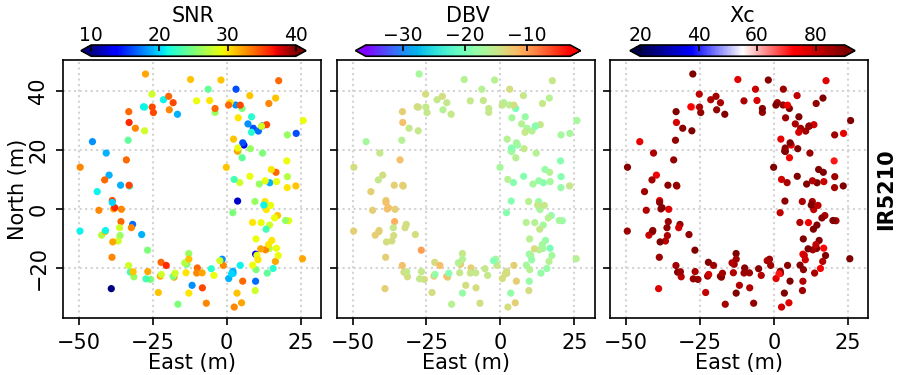 SNR DBV Xc
10 20 30 40 −30 −20 −10 20 40 60 80
40
20
0
−20
North (m)
IR5210
−50 −25 0 25 −50 −25 0 25 −50 −25 0 25
East (m) East (m) East (m)